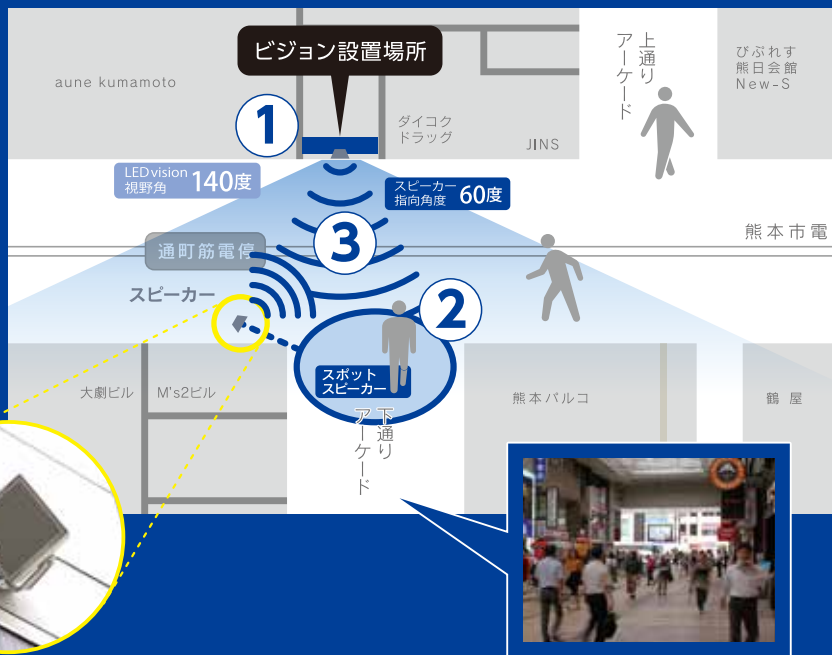 ビジョン設置場所
aune kumamoto
1
ダイコク
ドラッグ
JINS
上通り
アーケード
びぷれす
熊日会館
New-S
LED vision
視野角 140度
スピーカー
指向角度 60度
3
熊本市電
通町筋電停
スピーカー
2
スポット
スピーカー
大劇ビル
M's2ビル
下通り
アーケード
熊本パルコ
鶴屋